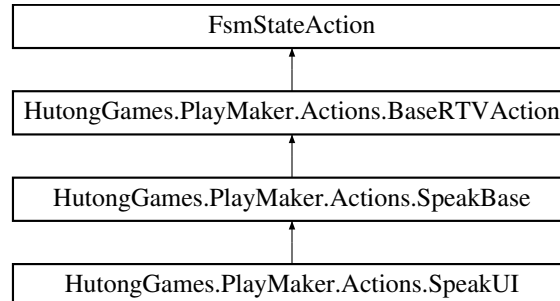 FsmStateAction
HutongGames.PlayMaker.Actions.BaseRTVAction
HutongGames.PlayMaker.Actions.SpeakBase
HutongGames.PlayMaker.Actions.SpeakUI